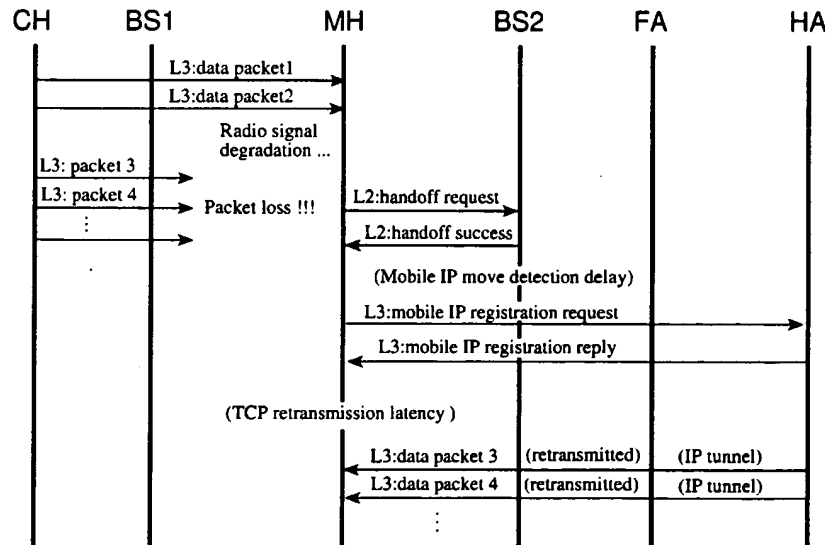 CH BS1 MH BS2 FA HA
L3:data packet1
L3:data packet2
Radio signal
degradation ...
L3: packet 3
L3: packet 4
Packet loss !!!
L2:handoff request
L2:handoff success
(Mobile IP move detection delay)
L3:mobile IP registration request
L3:mobile IP registration reply
(TCP retransmission latency )
L3:data packet 3 (retransmitted) (IP tunnel)
L3:data packet 4 (retransmitted) (IP tunnel)